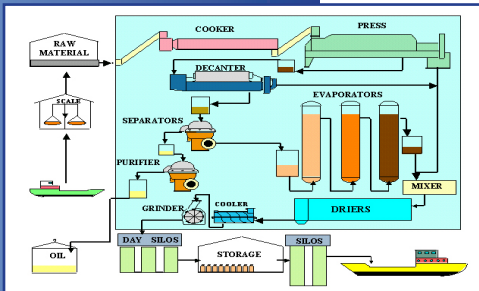 COOKER
PRESS
RAW
MATERIAL
DECANTER
EVAPORATORS
SCALE
SEPARATORS
PURIFIER
MIXER
GRINDER
COOLER
DRIERS
DAY SILOS
SILOS
OIL
STORAGE